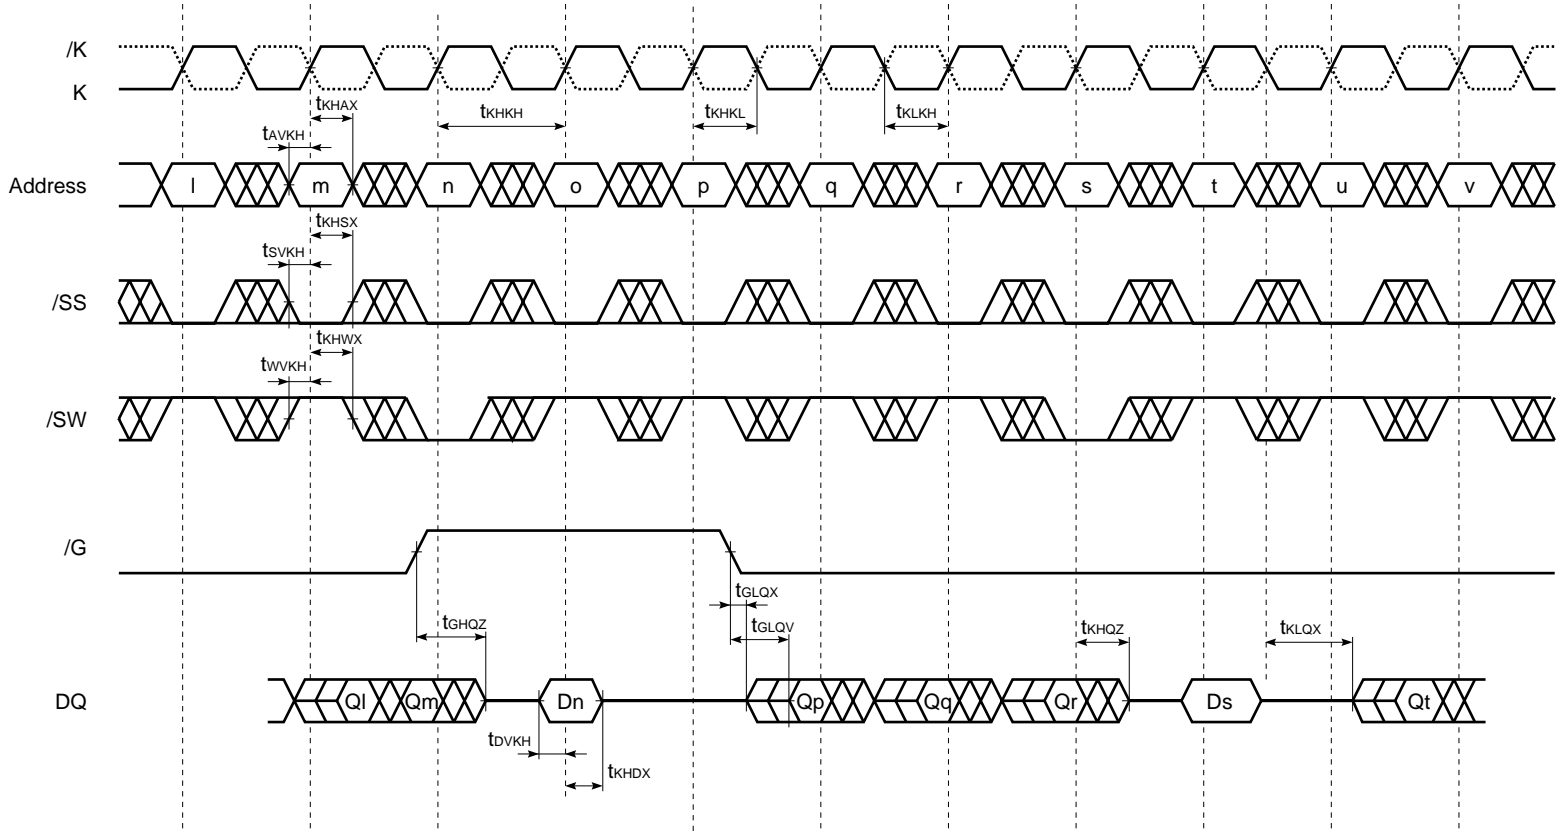 /K
K
tKHAX
tAVKH
tKHKH
tKHKL
tKLKH
Address
l m n o p q r s t u v
tKHSX
tSVKH
/SS
tKHWX
tWVKH
/SW
/G
tGLQX
tGHQZ
tGLQV
tKHQZ
tKLQX
DQ
Ql Qm Dn Qp Qq Qr Ds Qt
tDVKH
tKHDX